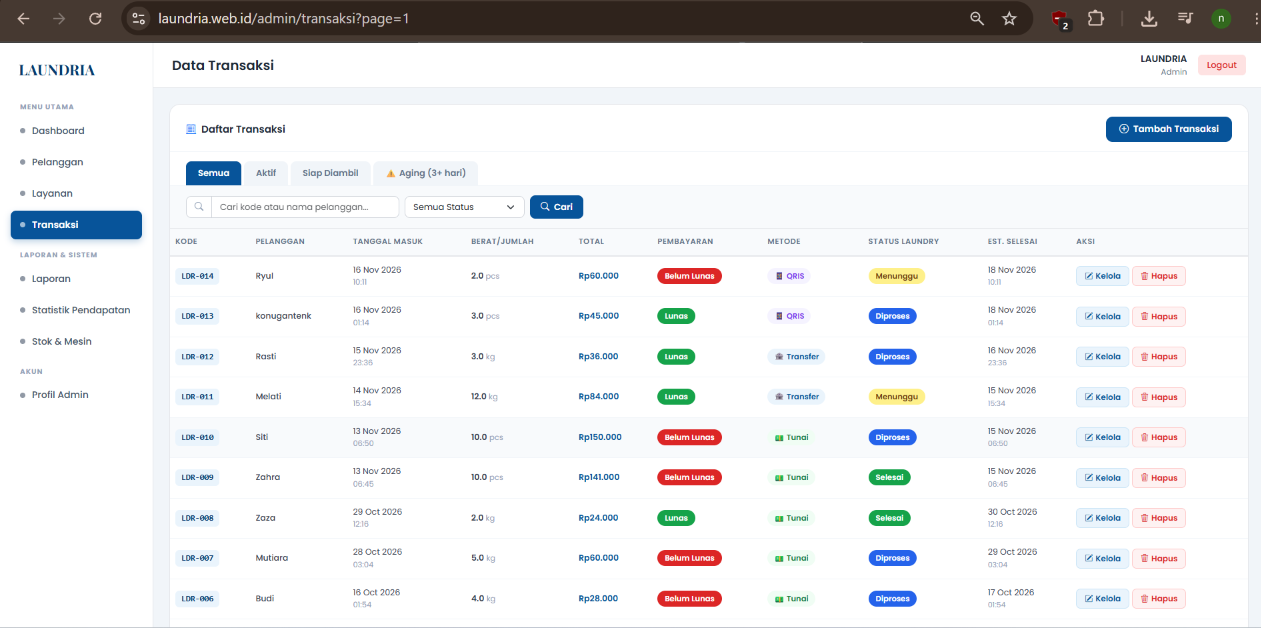 laundria.web.id/admin/transaksi?page=1
2
n
LAUNDRIA
MENU UTAMA
Dashboard
Pelanggan
Layanan
Transaksi
LAPORAN & SISTEM
Laporan
Statistik Pendapatan
Stok & Mesin
AKUN
Profil Admin
Data Transaksi
LAUNDRIA
Admin
Logout
Daftar Transaksi
Tambah Transaksi
Semua Aktif Siap Diambil Aging (3+ hari)
Cari kode atau nama pelanggan... Semua Status Cari
KODE PELANGGAN TANGGAL MASUK BERAT/JUMLAH TOTAL PEMBAYARAN METODE STATUS LAUNDRY EST. SELESAI AKSI
LDR-014 Ryul 16 Nov 2026 10:11 2.0 pcs Rp60.000 Belum Lunas QRIS Menunggu 18 Nov 2026 10:11 Kelola Hapus
LDR-013 konugantenk 16 Nov 2026 01:14 3.0 pcs Rp45.000 Lunas QRIS Diproses 18 Nov 2026 01:14 Kelola Hapus
LDR-012 Rasti 15 Nov 2026 23:36 3.0 kg Rp36.000 Lunas Transfer Diproses 16 Nov 2026 23:36 Kelola Hapus
LDR-011 Melati 14 Nov 2026 15:34 12.0 kg Rp84.000 Lunas Transfer Menunggu 15 Nov 2026 15:34 Kelola Hapus
LDR-010 Siti 13 Nov 2026 06:50 10.0 pcs Rp150.000 Belum Lunas Tunai Diproses 15 Nov 2026 06:50 Kelola Hapus
LDR-009 Zahra 13 Nov 2026 06:45 10.0 pcs Rp141.000 Belum Lunas Tunai Selesai 15 Nov 2026 06:45 Kelola Hapus
LDR-008 Zaza 29 Oct 2026 12:16 2.0 kg Rp24.000 Lunas Tunai Selesai 30 Oct 2026 12:16 Kelola Hapus
LDR-007 Mutiara 28 Oct 2026 03:04 5.0 kg Rp60.000 Belum Lunas Tunai Diproses 29 Oct 2026 03:04 Kelola Hapus
LDR-006 Budi 16 Oct 2026 01:54 4.0 kg Rp28.000 Belum Lunas Tunai Diproses 17 Oct 2026 01:54 Kelola Hapus